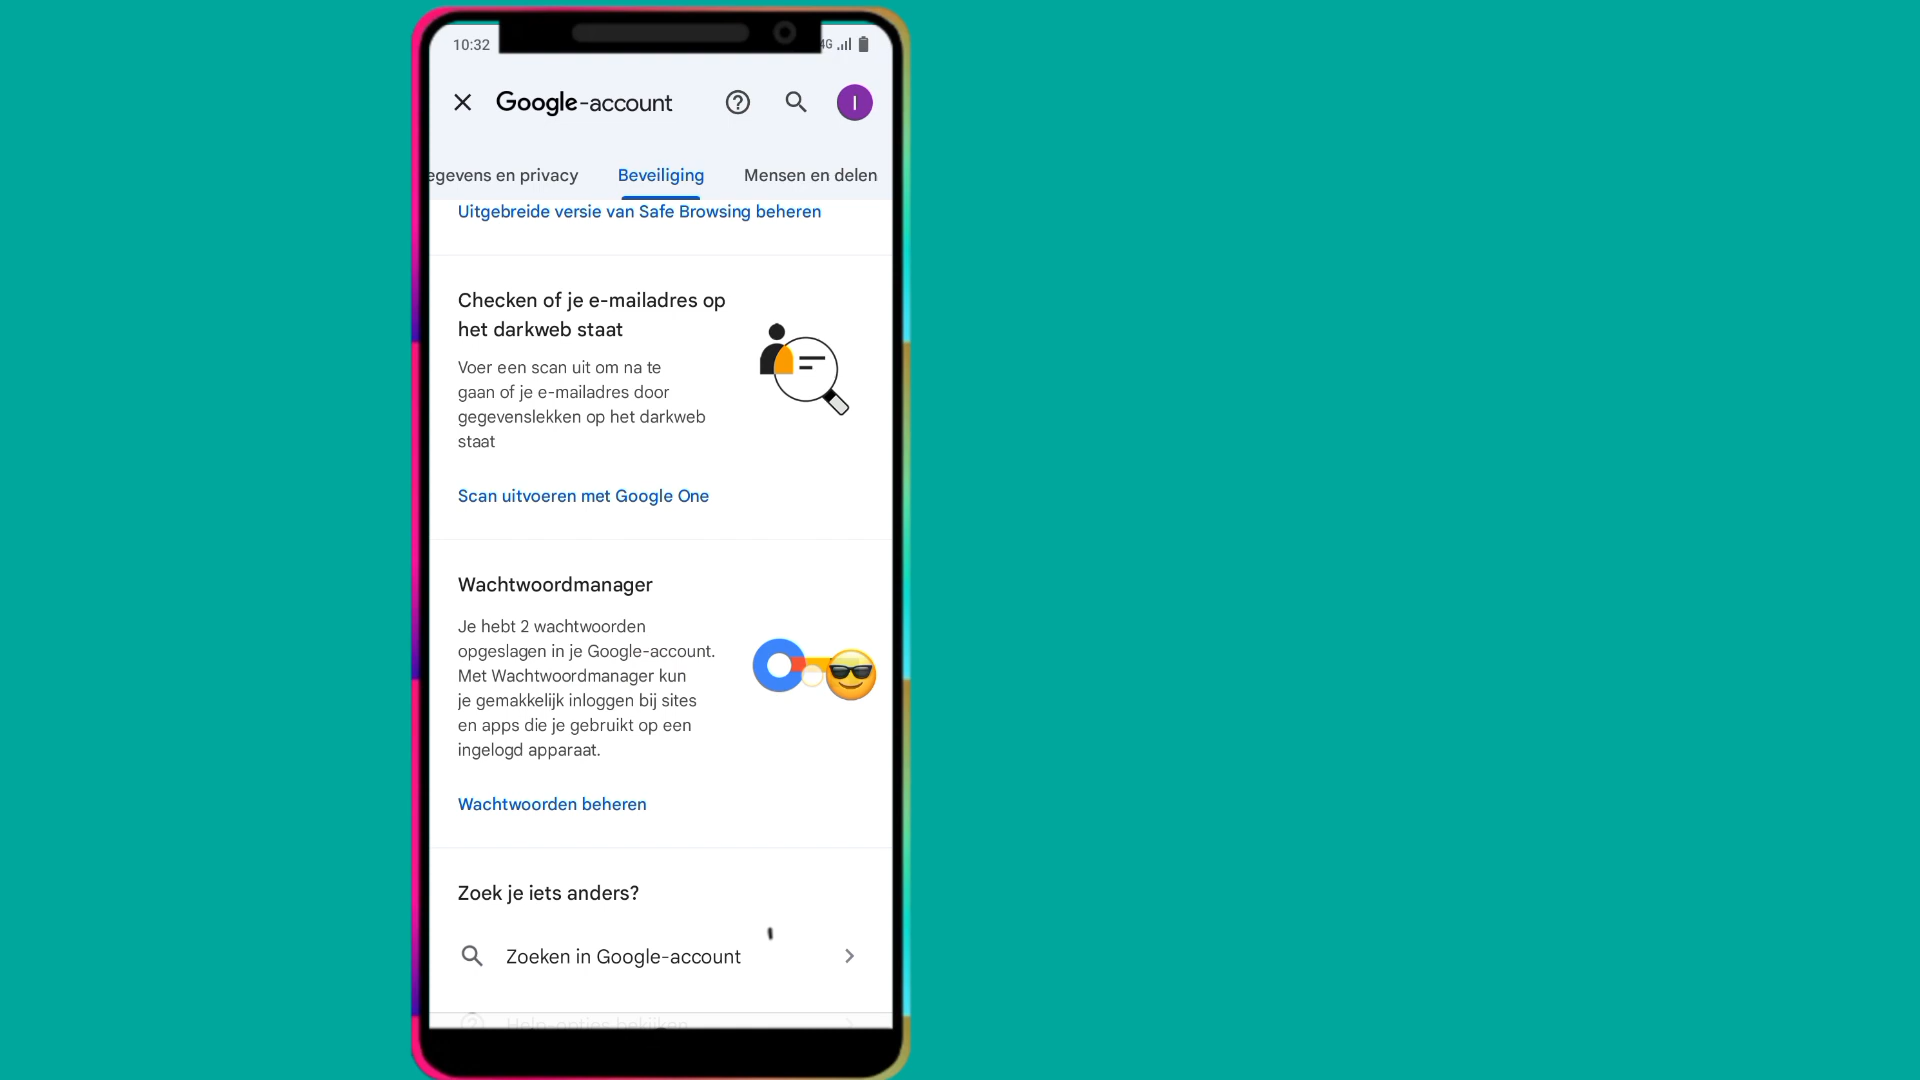 10:32
4G
Google-account
I
egevens en privacy
Beveiliging
Mensen en delen
Uitgebreide versie van Safe Browsing beheren
Checken of je e-mailadres op
het darkweb staat
Voer een scan uit om na te
gaan of je e-mailadres door
gegevenslekken op het darkweb
staat
Scan uitvoeren met Google One
Wachtwoordmanager
Je hebt 2 wachtwoorden
opgeslagen in je Google-account.
Met Wachtwoordmanager kun
je gemakkelijk inloggen bij sites
en apps die je gebruikt op een
ingelogd apparaat.
Wachtwoorden beheren
Zoek je iets anders?
Zoeken in Google-account
Help-opties bekijken